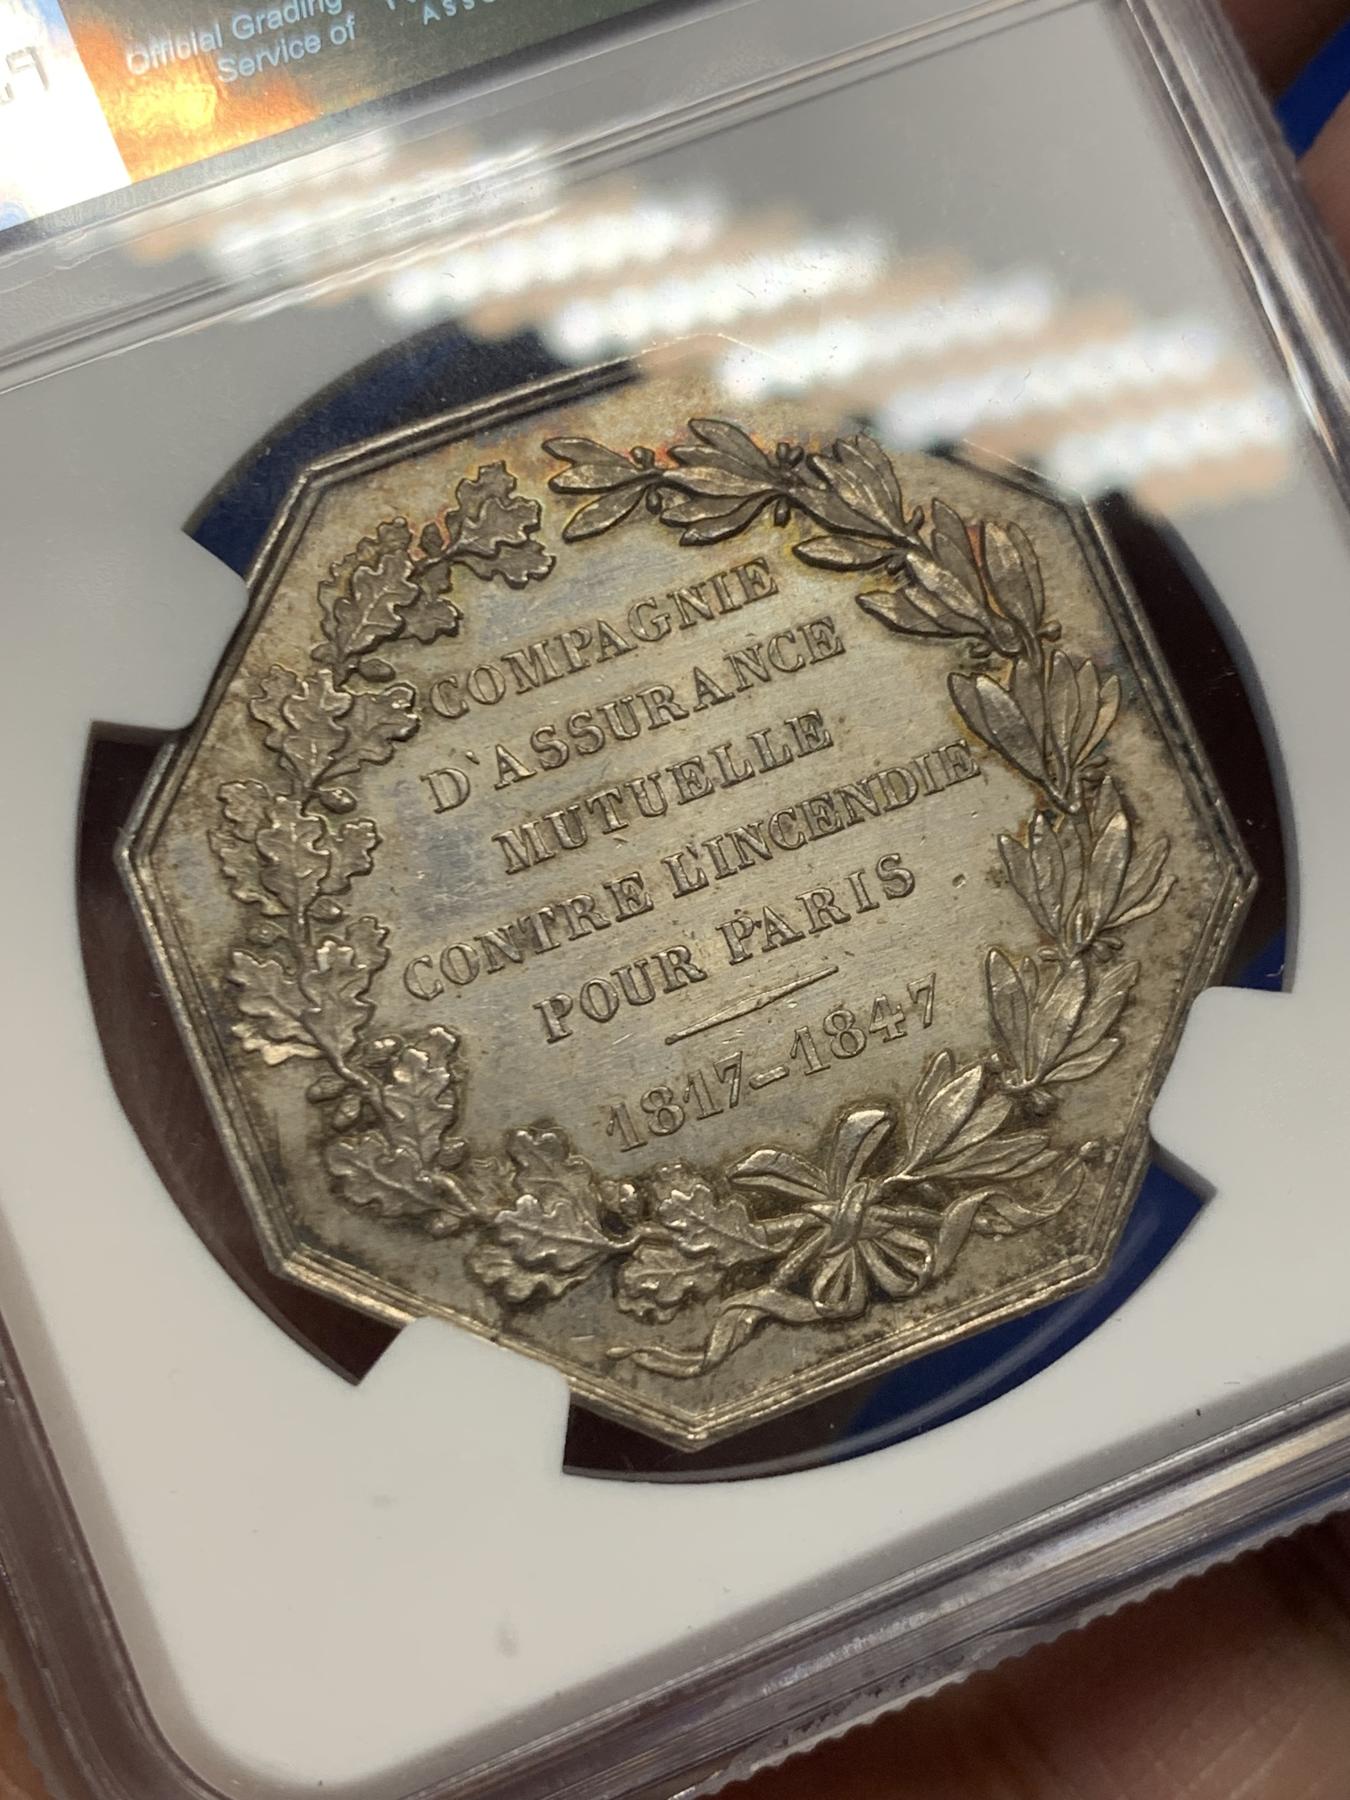 Official Grading
Service of
COMPAGNIE
D'ASSURANCE
MUTUELLE
CONTRE L'INCENDIE
POUR PARIS
1817–1847